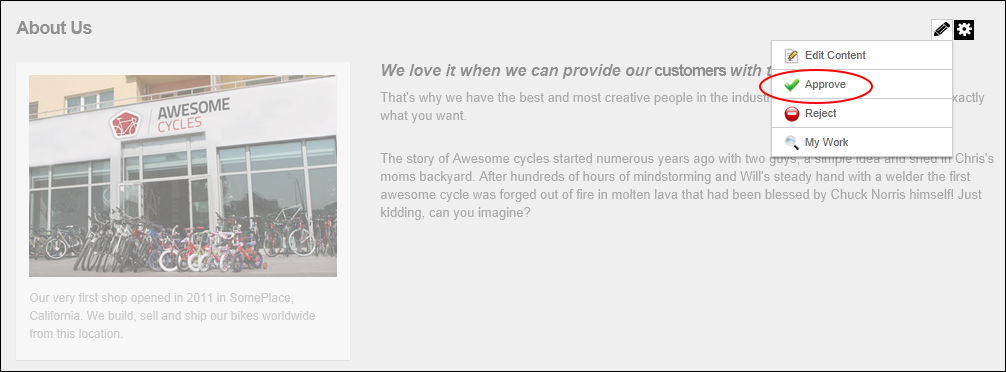 About Us
AWESOME
CYCLES
Our very first shop opened in 2011 in SomePlace,
California. We build, sell and ship our bikes worldwide
from this location.
We love it when we can provide our customers with
That's why we have the best and most creative people in the
what you want.
The story of Awesome cycles started numerous years ago with two guys, a simple idea and shed in Chris's
moms backyard. After hundreds of hours of mindstorming and Will's steady hand with a welder the first
awesome cycle was forged out of fire in molten lava that had been blessed by Chuck Norris himself! Just
kidding, can you imagine?
Edit Content
Approve
Reject
My Work